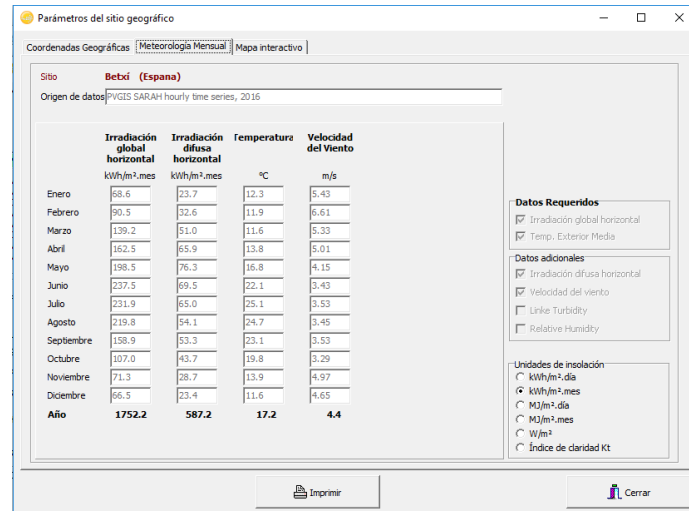 Parámetros del sitio geográfico
Coordenadas Geográficas Meteorología Mensual Mapa interactivo
Sitio Betxí (Espana)
Origen de datos PVGIS SARAH hourly time series, 2016
Irradiación global horizontal Irradiación difusa horizontal Temperatura Velocidad del Viento
kWh/m².mes kWh/m².mes °C m/s
Enero 68.6 23.7 12.3 5.43
Febrero 90.5 32.6 11.9 6.61
Marzo 139.2 51.0 11.6 5.33
Abril 162.5 65.9 13.8 5.01
Mayo 198.5 76.3 16.8 4.15
Junio 237.5 69.5 22.1 3.43
Julio 231.9 65.0 25.1 3.53
Agosto 219.8 54.1 24.7 3.45
Septiembre 158.9 53.3 23.1 3.53
Octubre 107.0 43.7 19.8 3.29
Noviembre 71.3 28.7 13.9 4.97
Diciembre 66.5 23.4 11.6 4.65
Año 1752.2 587.2 17.2 4.4
Datos Requeridos
Irradiación global horizontal
Temp. Exterior Media
Datos adicionales
Irradiación difusa horizontal
Velocidad del viento
Linke Turbidity
Relative Humidity
Unidades de insolación
kWh/m².día
kWh/m².mes
MJ/m².día
MJ/m².mes
W/m²
Índice de claridad Kt
Imprimir Cerrar